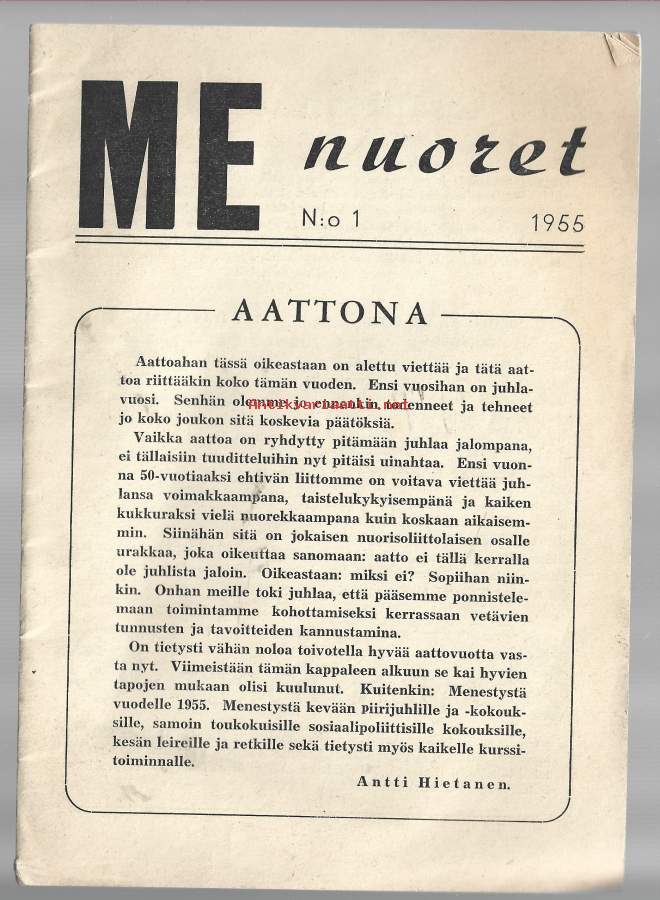 ME nuoret
N:o 1 1955
AATTONA
Aattoahan tässä oikeastaan on alettu viettää ja tätä aat-
toa riittääkin koko tämän vuoden. Ensi vuosihan on juhla-
vuosi. Senhän olemme jo ennenkin todenneet ja tehneet
jo koko joukon sitä koskevia päätöksiä.
Vaikka aattoa on ryhdytty pitämään juhlaa jalompana,
ei tällaisiin tuuditteluihin nyt pitäisi uinahtaa. Ensi vuon-
na 50-vuotiaaksi ehtivän liittomme on voitava viettää juh-
lansa voimakkaampana, taistelukykyisempänä ja kaiken
kukkuraksi vielä nuorekkaampana kuin koskaan aikaisem-
min. Siinähän sitä on jokaisen nuorisoliittolaisen osalle
urakkaa, joka oikeuttaa sanomaan: aatto ei tällä kerralla
ole juhlista jaloin. Oikeastaan: miksi ei? Sopiihan niin-
kin. Onhan meille toki juhlaa, että pääsemme ponnistele-
maan toimintamme kohottamiseksi kerrassaan vetävien
tunnusten ja tavoitteiden kannustamina.
On tietysti vähän noloa toivotella hyvää aattovuotta vas-
ta nyt. Viimeistään tämän kappaleen alkuun se kai hyvien
tapojen mukaan olisi kuulunut. Kuitenkin: Menestystä
vuodelle 1955. Menestystä kevään piirijuhlille ja -kokouk-
sille, samoin toukokuisille sosiaalipoliittisille kokouksille,
kesän leireille ja retkille sekä tietysti myös kaikelle kurssi-
toiminnalle.
Antti Hietanen.